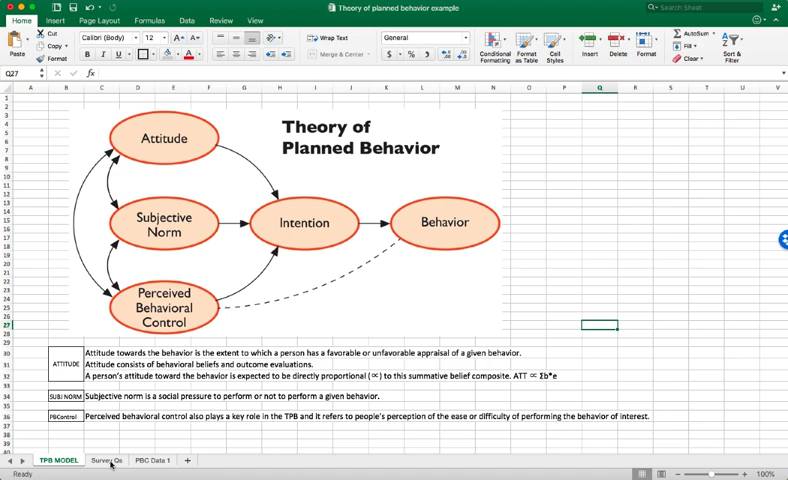 Theory of planned behavior example
Search Sheet
Home Insert Page Layout Formulas Data Review View
Cut
Copy
Format
Paste
Calibri (Body) 12
Wrap Text
Merge & Center
General
Conditional Formatting
Format as Table
Cell Styles
Insert Delete Format
AutoSum
Fill
Clear
Sort & Filter
Q27 fx
A B C D E F G H I J K L M N O P Q R S T U V
Theory of
Planned Behavior
Attitude
Subjective
Norm
Intention
Behavior
Perceived
Behavioral
Control
Attitude towards the behavior is the extent to which a person has a favorable or unfavorable appraisal of a given behavior.
ATTITUDE Attitude consists of behavioral beliefs and outcome evaluations.
A person's attitude toward the behavior is expected to be directly proportional (∝) to this summative belief composite. ATT ∝ Σb*e
SUBJ NORM Subjective norm is a social pressure to perform or not to perform a given behavior.
PBControl Perceived behavioral control also plays a key role in the TPB and it refers to people's perception of the ease or difficulty of performing the behavior of interest.
TPB MODEL Survey Qs PBC Data 1 +
Ready
100%